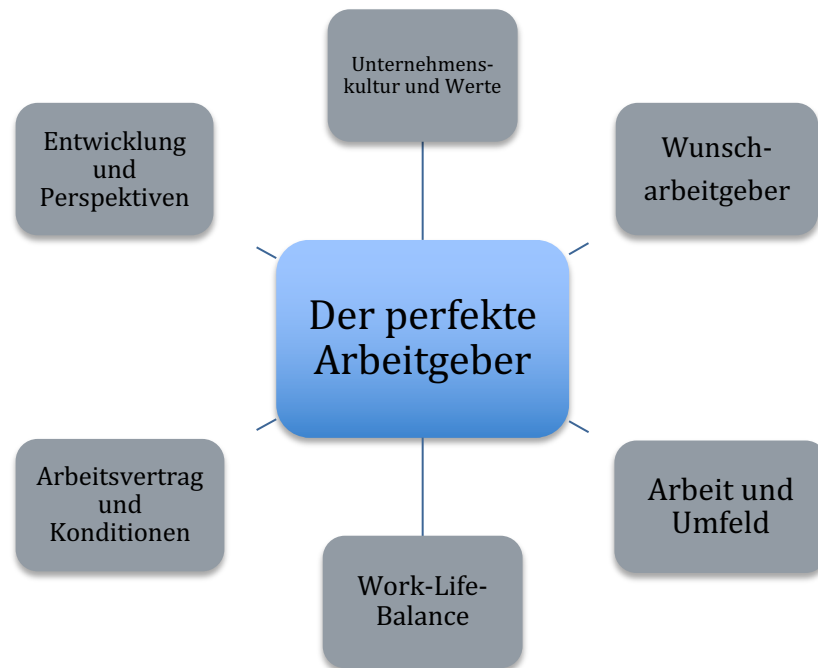 Unternehmens-
kultur und Werte
Entwicklung
und
Perspektiven
Wunsch-
arbeitgeber
Der perfekte
Arbeitgeber
Arbeitsvertrag
und
Konditionen
Arbeit und
Umfeld
Work-Life-
Balance